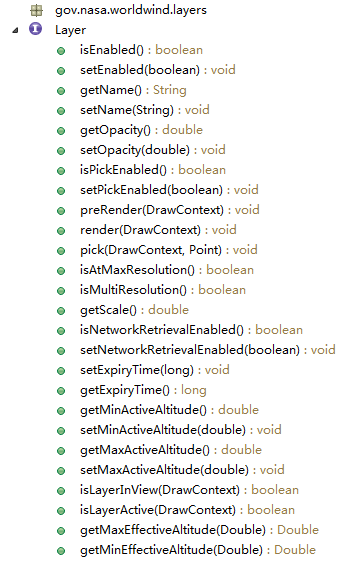 gov.nasa.worldwind.layers
Layer
isEnabled() : boolean
setEnabled(boolean) : void
getName() : String
setName(String) : void
getOpacity() : double
setOpacity(double) : void
isPickEnabled() : boolean
setPickEnabled(boolean) : void
preRender(DrawContext) : void
render(DrawContext) : void
pick(DrawContext, Point) : void
isAtMaxResolution() : boolean
isMultiResolution() : boolean
getScale() : double
isNetworkRetrievalEnabled() : boolean
setNetworkRetrievalEnabled(boolean) : void
setExpiryTime(long) : void
getExpiryTime() : long
getMinActiveAltitude() : double
setMinActiveAltitude(double) : void
getMaxActiveAltitude() : double
setMaxActiveAltitude(double) : void
isLayerInView(DrawContext) : boolean
isLayerActive(DrawContext) : boolean
getMaxEffectiveAltitude(Double) : Double
getMinEffectiveAltitude(Double) : Double